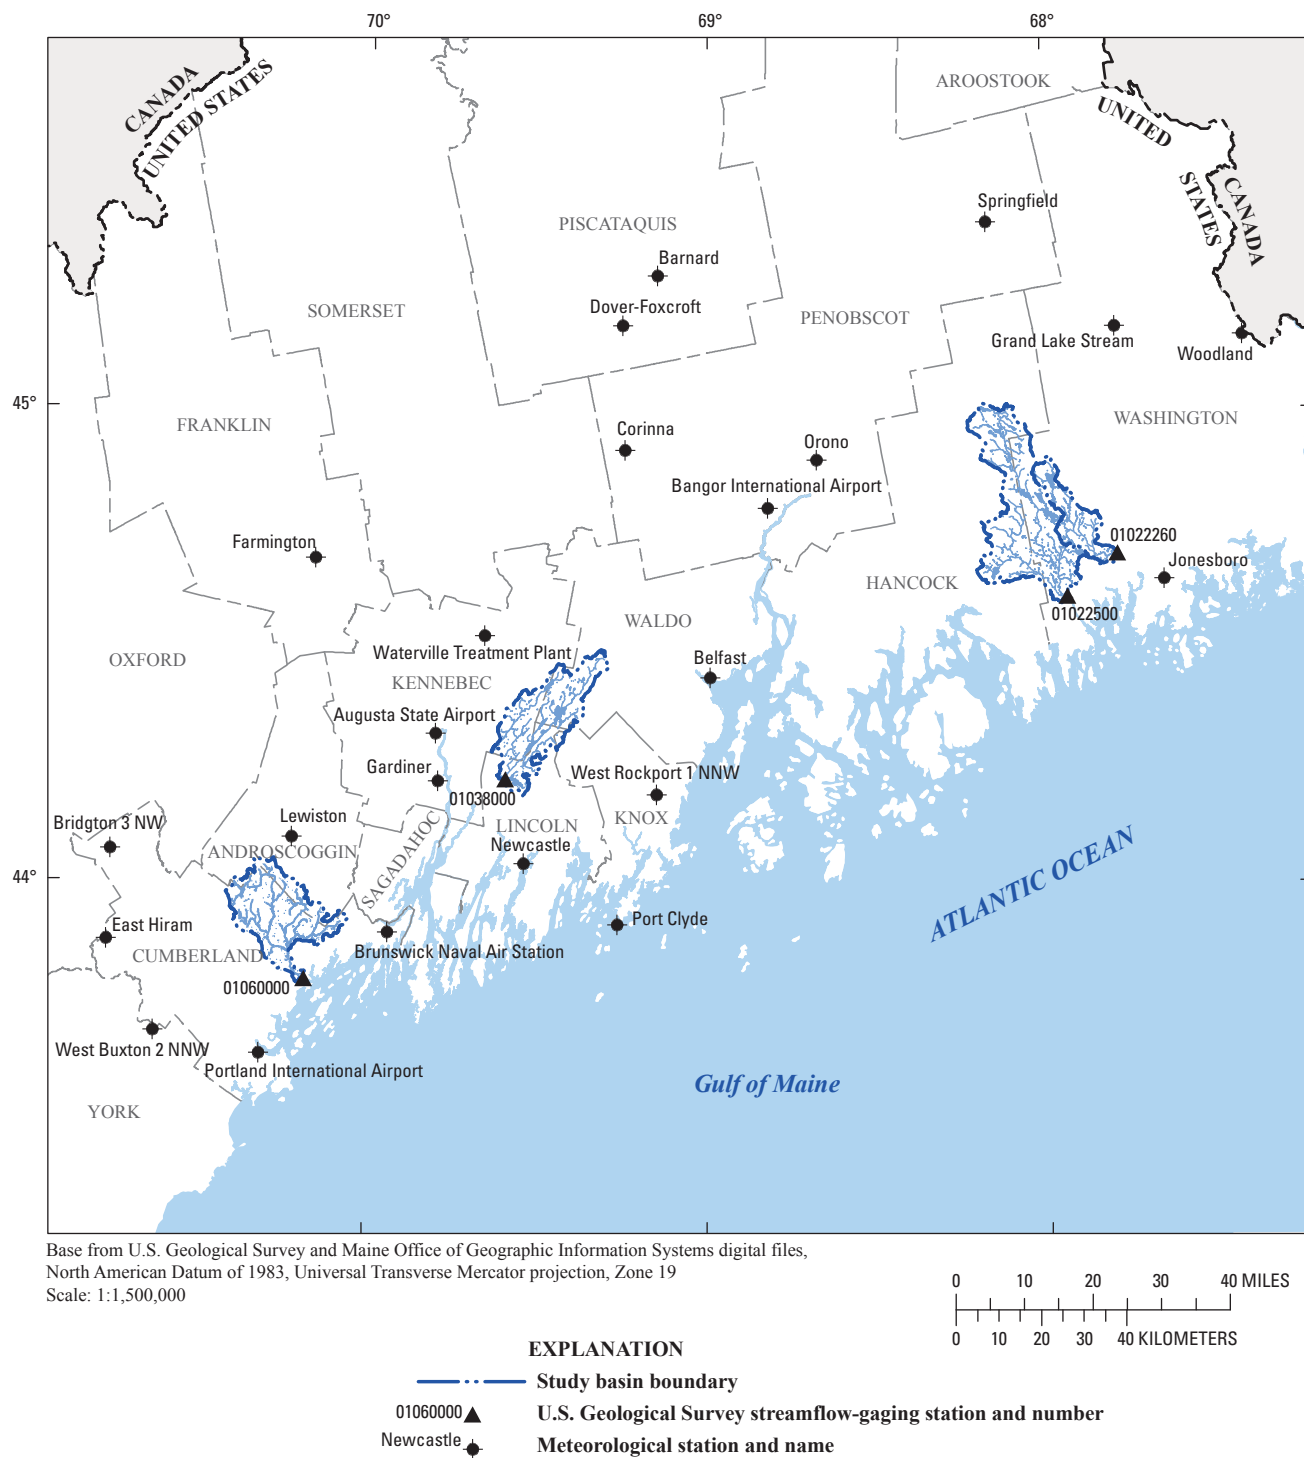 70°
69°
68°
CANADA
UNITED STATES
AROOSTOOK
UNITED
STATES
CANADA
Springfield
PISCATAQUIS
Barnard
Dover-Foxcroft
SOMERSET
PENOBSCOT
Grand Lake Stream
Woodland
45°
FRANKLIN
WASHINGTON
Corinna
Orono
Bangor International Airport
Farmington
01022260
Jonesboro
HANCOCK
01022500
WALDO
OXFORD
Waterville Treatment Plant
Belfast
KENNEBEC
Augusta State Airport
Gardiner
West Rockport 1 NNW
01038000
Lewiston
KNOX
Bridgton 3 NW
LINCOLN
SAGADAHOC
Newcastle
ANDROSCOGGIN
44°
ATLANTIC OCEAN
East Hiram
Port Clyde
CUMBERLAND
Brunswick Naval Air Station
01060000
West Buxton 2 NNW
Portland International Airport
Gulf of Maine
YORK
Base from U.S. Geological Survey and Maine Office of Geographic Information Systems digital files,
North American Datum of 1983, Universal Transverse Mercator projection, Zone 19
Scale: 1:1,500,000
0 10 20 30 40 MILES
0 10 20 30 40 KILOMETERS
EXPLANATION
Study basin boundary
01060000 U.S. Geological Survey streamflow-gaging station and number
Newcastle Meteorological station and name